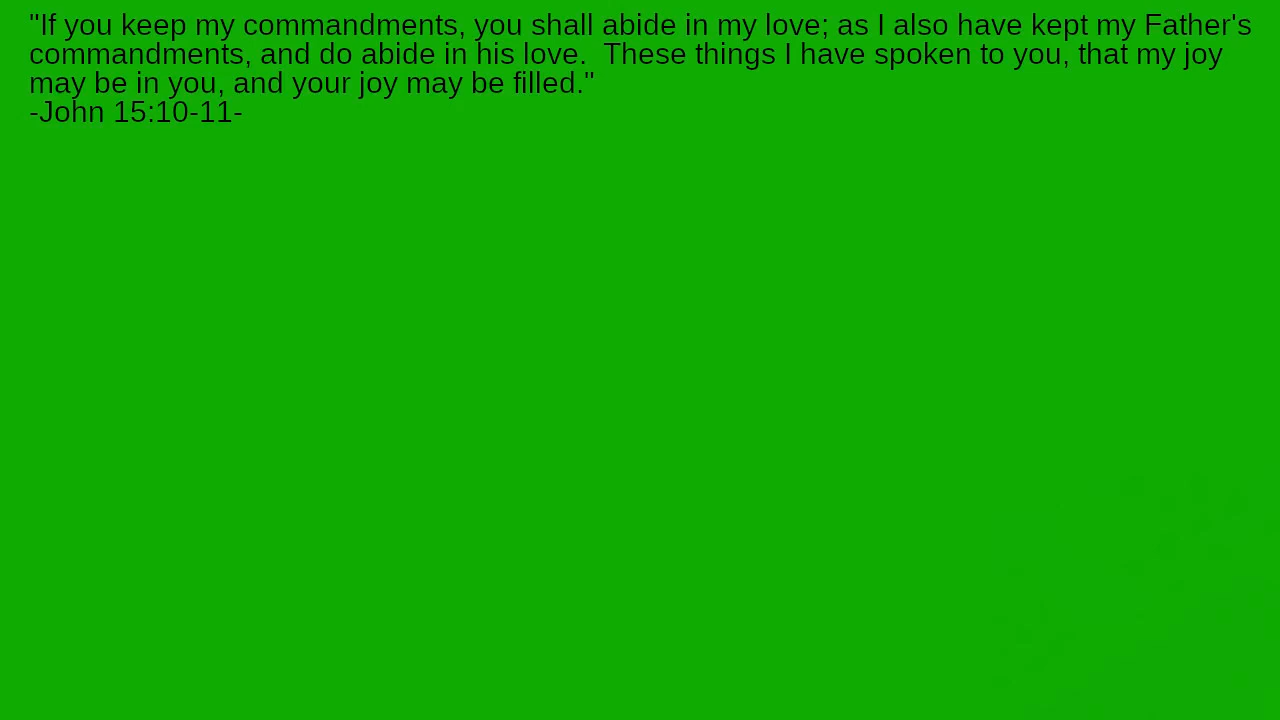 "If you keep my commandments, you shall abide in my love; as I also have kept my Father's
commandments, and do abide in his love.  These things I have spoken to you, that my joy
may be in you, and your joy may be filled."
-John 15:10-11-